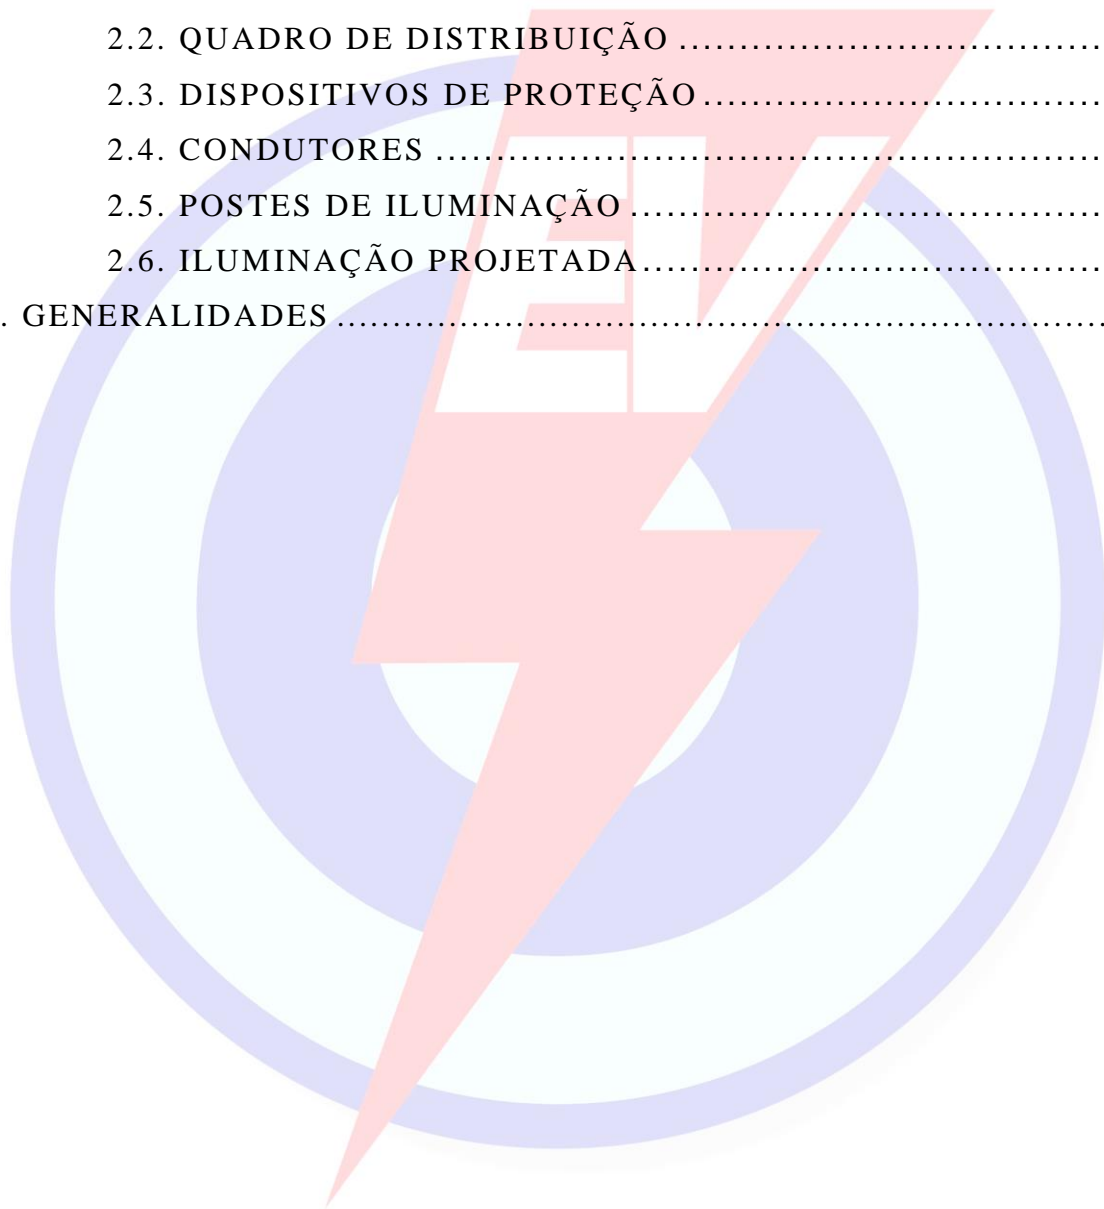 2.2. QUADRO DE DISTRIBUIÇÃO ....................................
2.3. DISPOSITIVOS DE PROTEÇÃO ..................................
2.4. CONDUTORES ..........................................................
2.5. POSTES DE ILUMINAÇÃO .........................................
2.6. ILUMINAÇÃO PROJETADA ........................................
. GENERALIDADES ......................................................................
EV